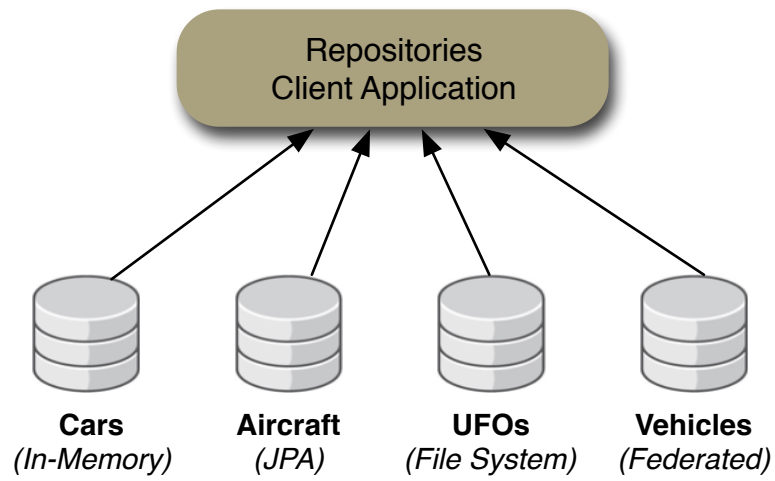 Repositories
Client Application
Cars
(In-Memory)
Aircraft
(JPA)
UFOs
(File System)
Vehicles
(Federated)